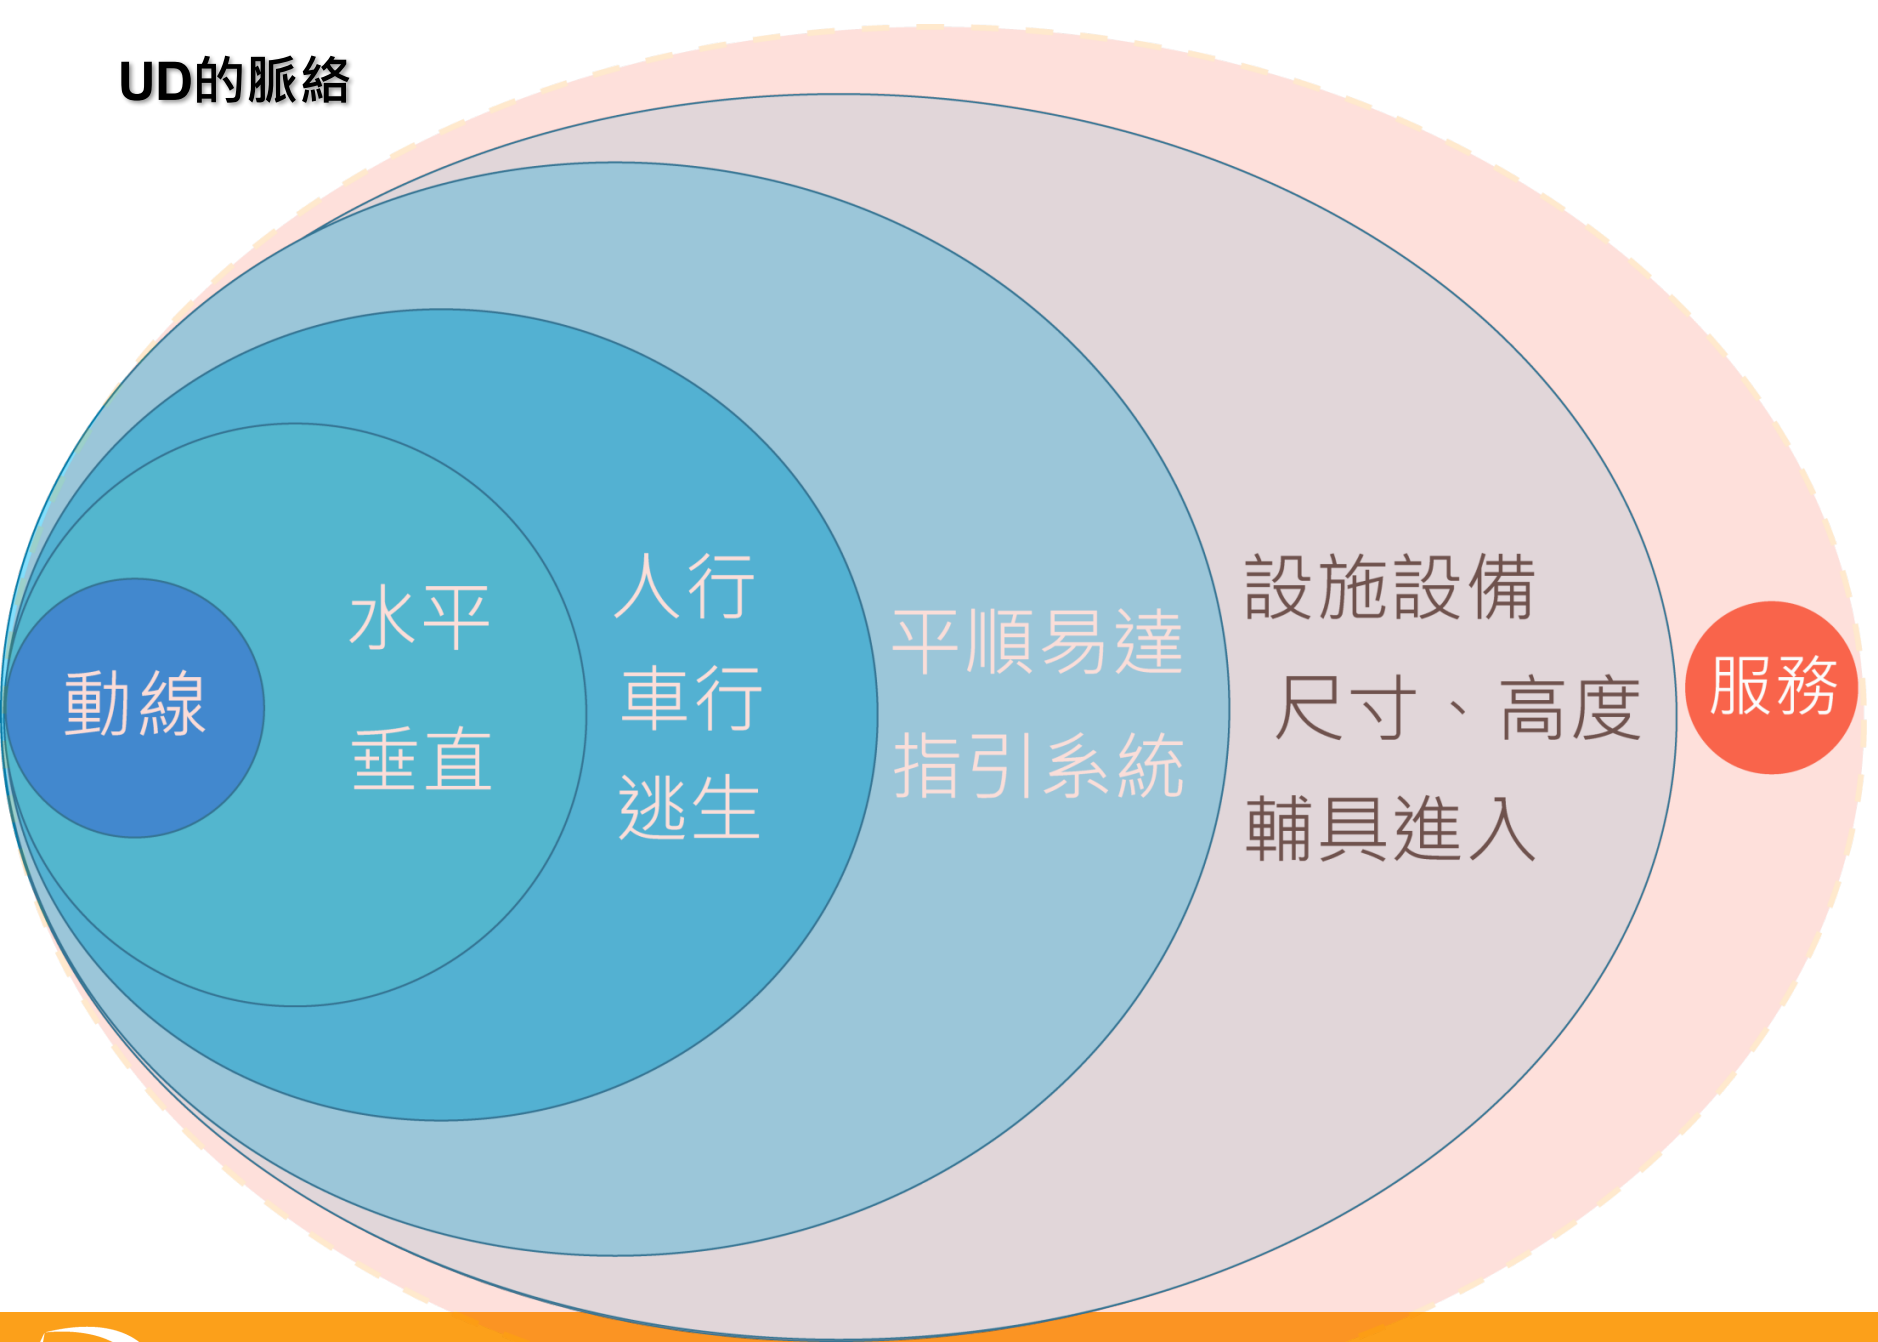 UD的脈絡
動線
水平
垂直
人行
車行
逃生
平順易達
指引系統
設施設備
尺寸、高度
輔具進入
服務